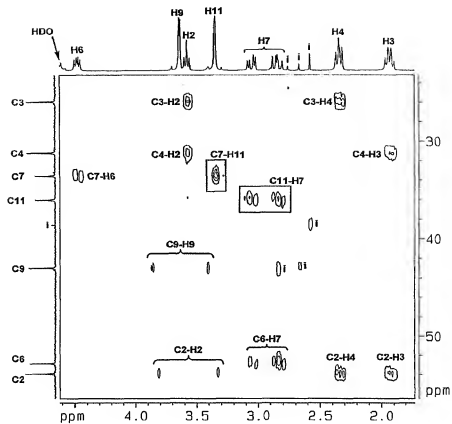 H9
H11
HDO
H6
H2
H7
i
i
i
H4
H3
C3
C3-H2
C3-H4
30
C4
C4-H2
C7-H11
C4-H3
C7
C7-H6
C11-H7
C11
i
i
40
C9-H9
C9
i
i
50
C6
C2-H2
C6-H7
C2-H4
C2-H3
C2
ppm
ppm
4.0
3.5
3.0
2.5
2.0